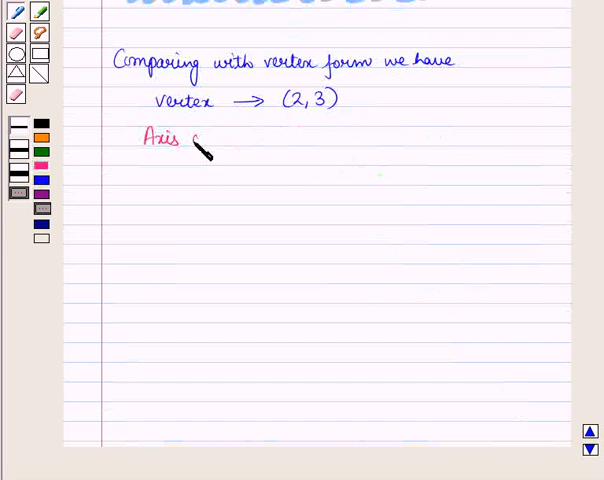 Comparing with vertex form we have
vertex → (2, 3)
Axis